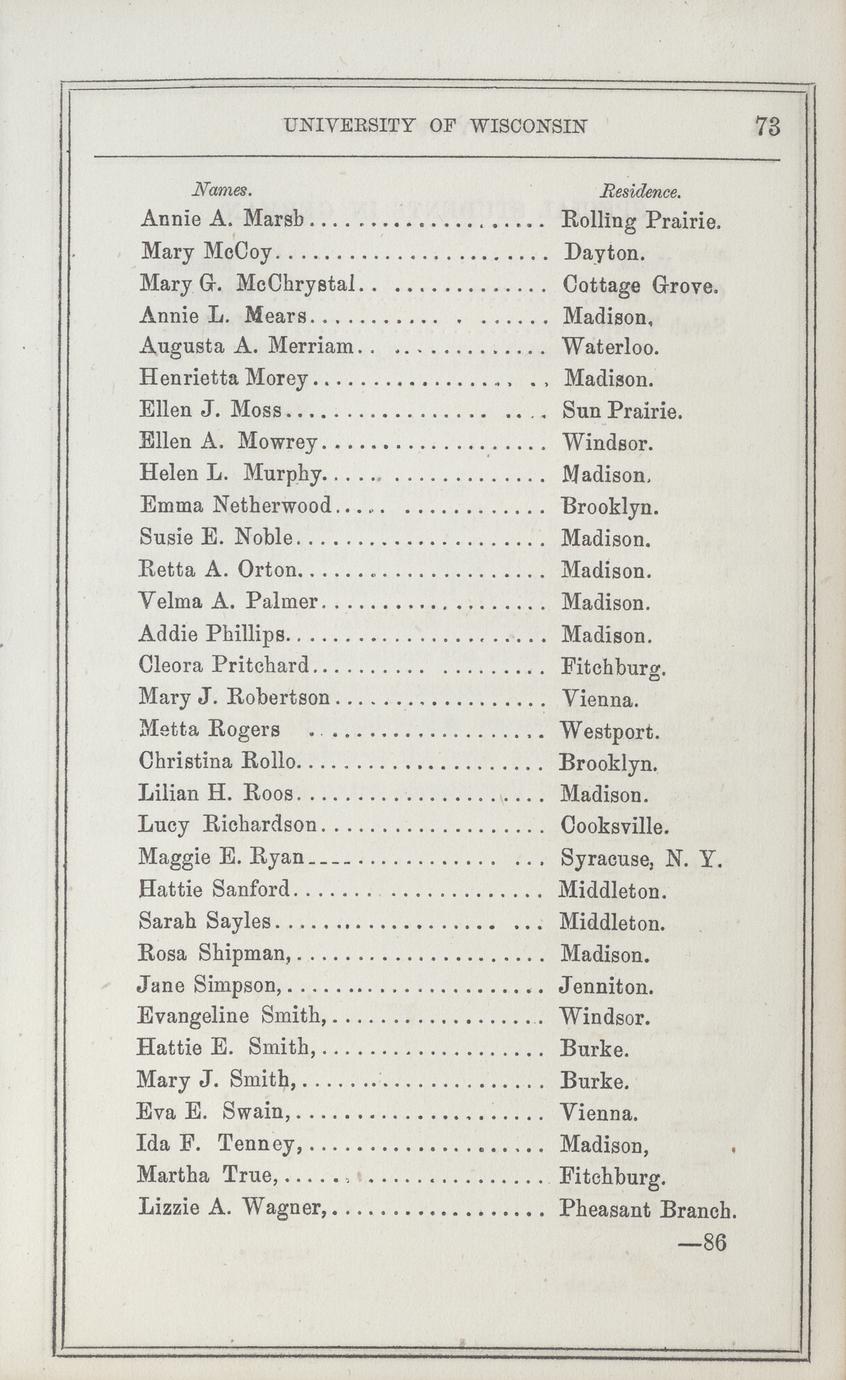 UNIVERSITY OF WISCONSIN 73
Names. Residence.
Annie A. Marsb.................... Rolling Prairie.
Mary McCoy....................... Dayton.
Mary G. McChrystal.. ............. Cottage Grove.
Annie L. Mears........... . ...... Madison,
Augusta A. Merriam.. ............. Waterloo.
Henrietta Morey................. .. Madison.
Ellen J. Moss................. .... Sun Prairie.
Ellen A. Mowrey................... Windsor.
Helen L. Murphy..... ............. Madison.
Emma Netherwood..... ............ Brooklyn.
Susie E. Noble..................... Madison.
Retta A. Orton..................... Madison.
Velma A. Palmer................... Madison.
Addie Phillips...................... Madison.
Cleora Pritchard.......... ......... Fitchburg.
Mary J. Robertson.................. Vienna.
Metta Rogers .................... Westport.
Christina Rollo..................... Brooklyn.
Lilian H. Roos..................... Madison.
Lucy Richardson................... Cooksville.
Maggie E. Ryan................ ... Syracuse, N. Y.
Hattie Sanford....... .............. Middleton.
Sarah Sayles................... ... Middleton.
Rosa Shipman,..................... Madison.
Jane Simpson,...................... Jenniton.
Evangeline Smith,.................. Windsor.
Hattie E. Smith,................... Burke.
Mary J. Smith,..................... Burke.
Eva E. Swain,..................... Vienna.
Ida F. Tenney,.................... Madison,
Martha True,...... ............... Fitchburg.
Lizzie A. Wagner,.................. Pheasant Branch.
—86